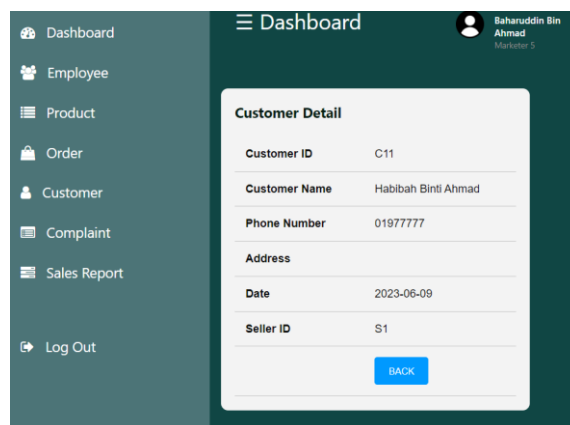 Dashboard
Employee
Product
Order
Customer
Complaint
Sales Report
Log Out
☰ Dashboard
Baharuddin Bin
Ahmad
Marketer S
Customer Detail
Customer ID C11
Customer Name Habibah Binti Ahmad
Phone Number 01977777
Address
Date 2023-06-09
Seller ID S1
BACK